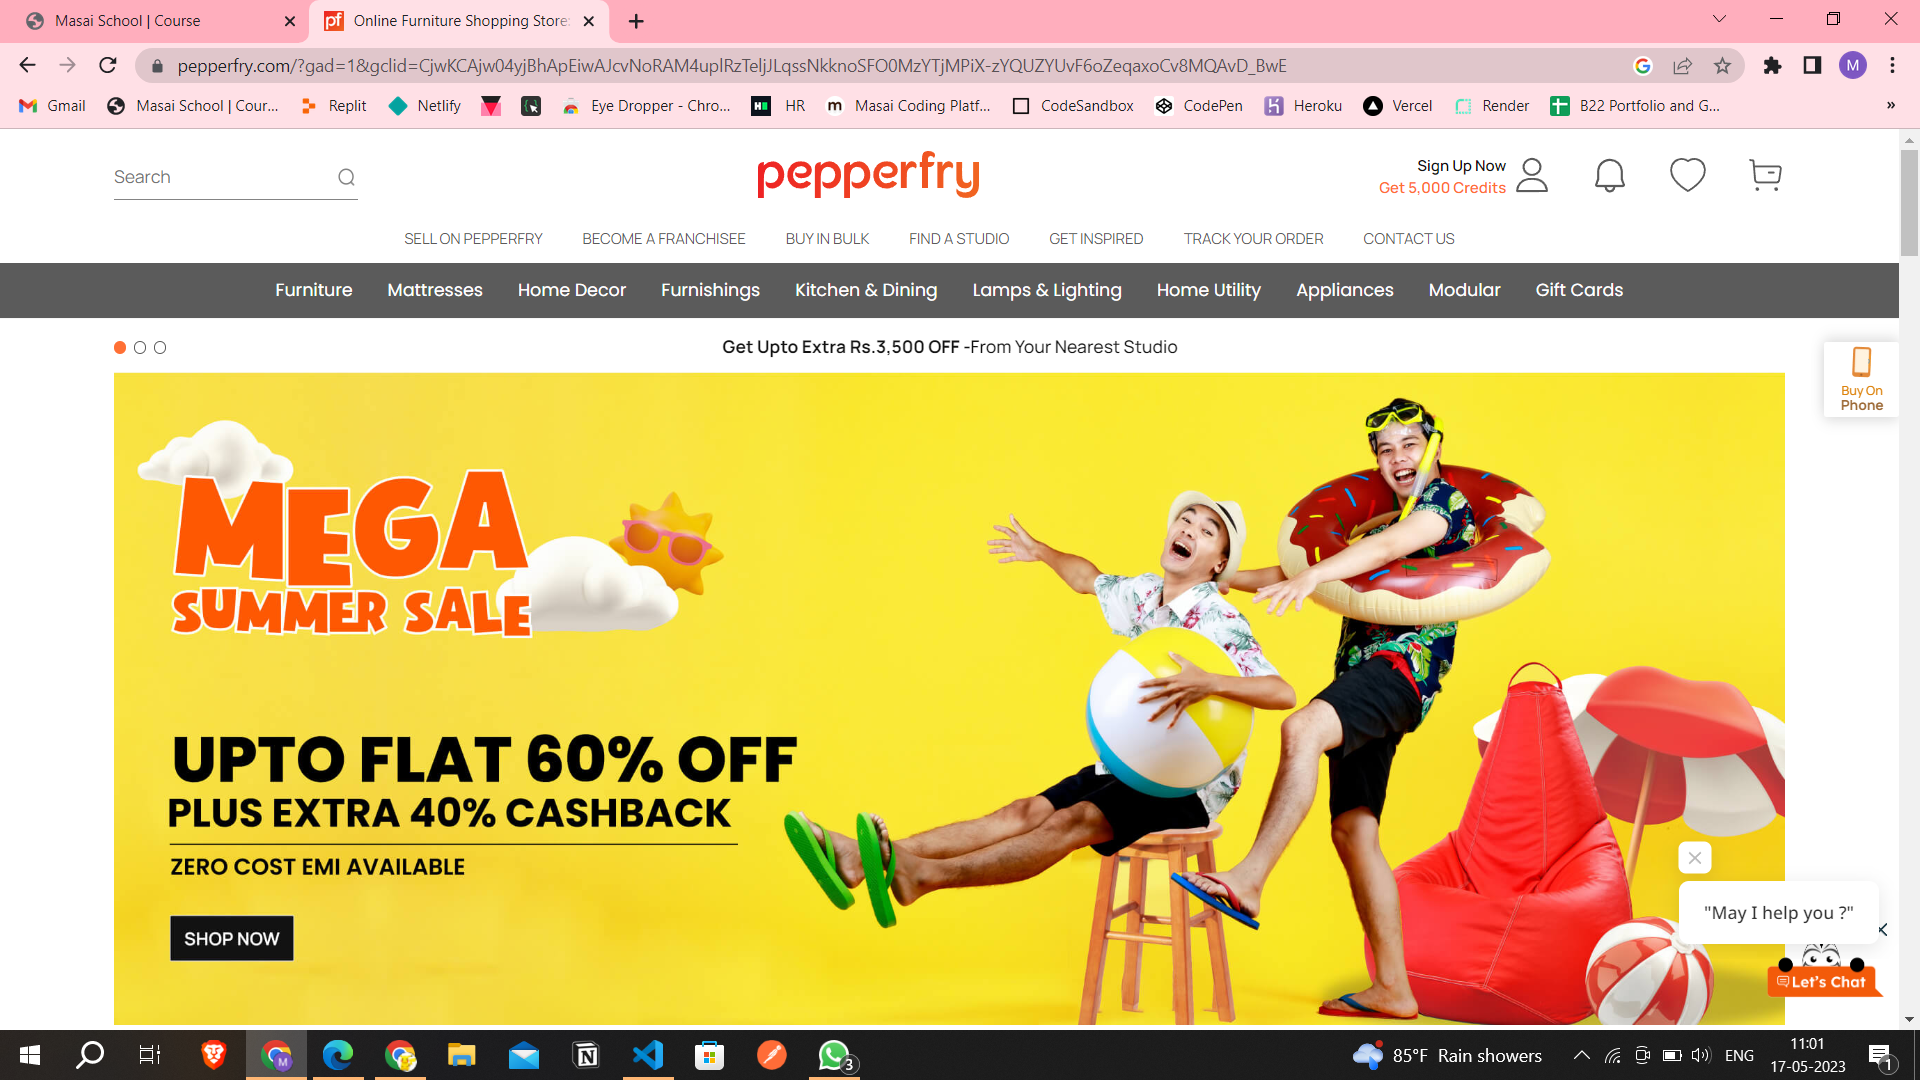 Masai School | Course
Online Furniture Shopping Store:
pepperfry.com/?gad=1&gclid=CjwKCAjw04yjBhApEiwAJcvNoRAM4uplRzTeljJLqssNkknoSFO0MzYTjMPiX-zYQUZYUvF6oZeqaxoCv8MQAvD_BwE
M
Gmail
Masai School | Cour...
Replit
Netlify
Eye Dropper - Chro...
HR
Masai Coding Platf...
CodeSandbox
CodePen
Heroku
Vercel
Render
B22 Portfolio and G...
»
Search
pepperfry
Sign Up Now
Get 5,000 Credits
SELL ON PEPPERFRY
BECOME A FRANCHISEE
BUY IN BULK
FIND A STUDIO
GET INSPIRED
TRACK YOUR ORDER
CONTACT US
Furniture
Mattresses
Home Decor
Furnishings
Kitchen & Dining
Lamps & Lighting
Home Utility
Appliances
Modular
Gift Cards
Get Upto Extra Rs.3,500 OFF -From Your Nearest Studio
Buy On
Phone
MEGA
SUMMER SALE
UPTO FLAT 60% OFF
PLUS EXTRA 40% CASHBACK
ZERO COST EMI AVAILABLE
SHOP NOW
"May I help you ?"
Let's Chat
3
85°F Rain showers
ENG
11:01
17-05-2023
1